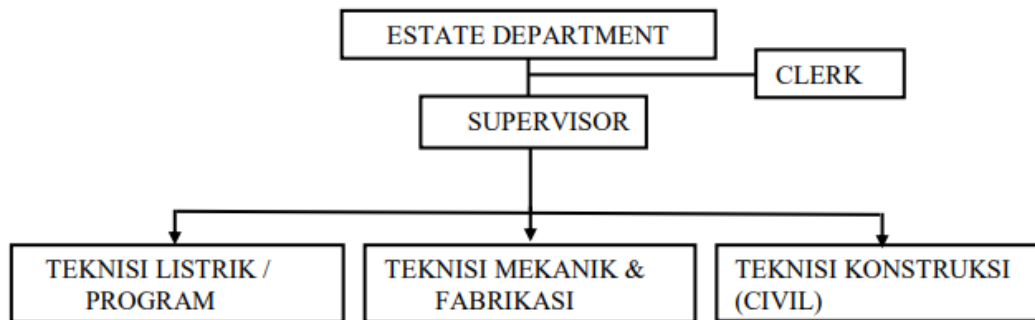 ESTATE DEPARTMENT
CLERK
SUPERVISOR
TEKNISI LISTRIK /
PROGRAM
TEKNISI MEKANIK &
FABRIKASI
TEKNISI KONSTRUKSI
(CIVIL)